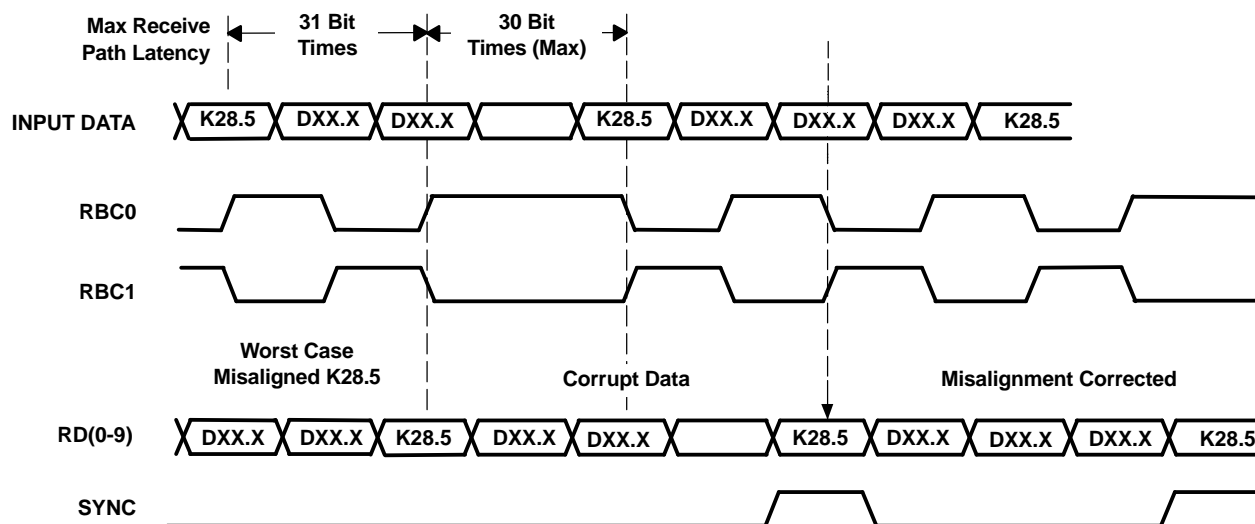 Max Receive
Path Latency
31 Bit
Times
30 Bit
Times (Max)
INPUT DATA
K28.5 DXX.X DXX.X K28.5 DXX.X DXX.X DXX.X K28.5
RBC0
RBC1
Worst Case
Misaligned K28.5
Corrupt Data
Misalignment Corrected
RD(0-9)
DXX.X DXX.X K28.5 DXX.X DXX.X K28.5 DXX.X DXX.X DXX.X K28.5
SYNC